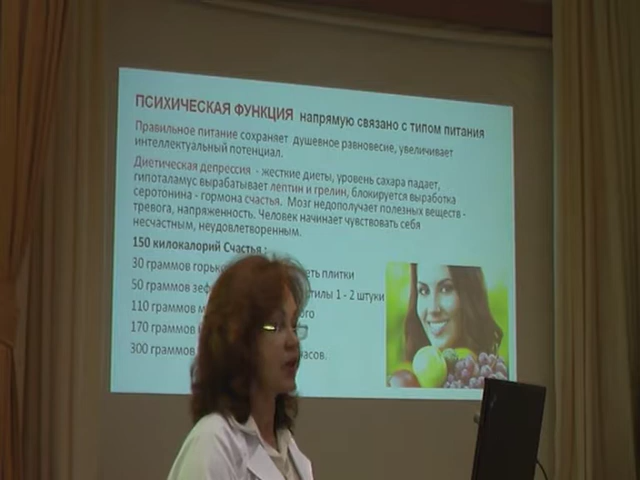 ПСИХИЧЕСКАЯ ФУНКЦИЯ напрямую связано с типом питания
Правильное питание сохраняет душевное равновесие, увеличивает
интеллектуальный потенциал.
Диетическая депрессия - жесткие диеты, уровень сахара падает,
гипоталамус вырабатывает лептин и грелин, блокируется выработка
серотонина - гормона счастья. Мозг недополучает полезных веществ -
тревога, напряженность. Человек начинает чувствовать себя
несчастным, неудовлетворенным.
150 килокалорий Счастья :
30 граммов плитки
50 граммов 1 - 2 штуки
110 граммов
170 граммов
300 граммов